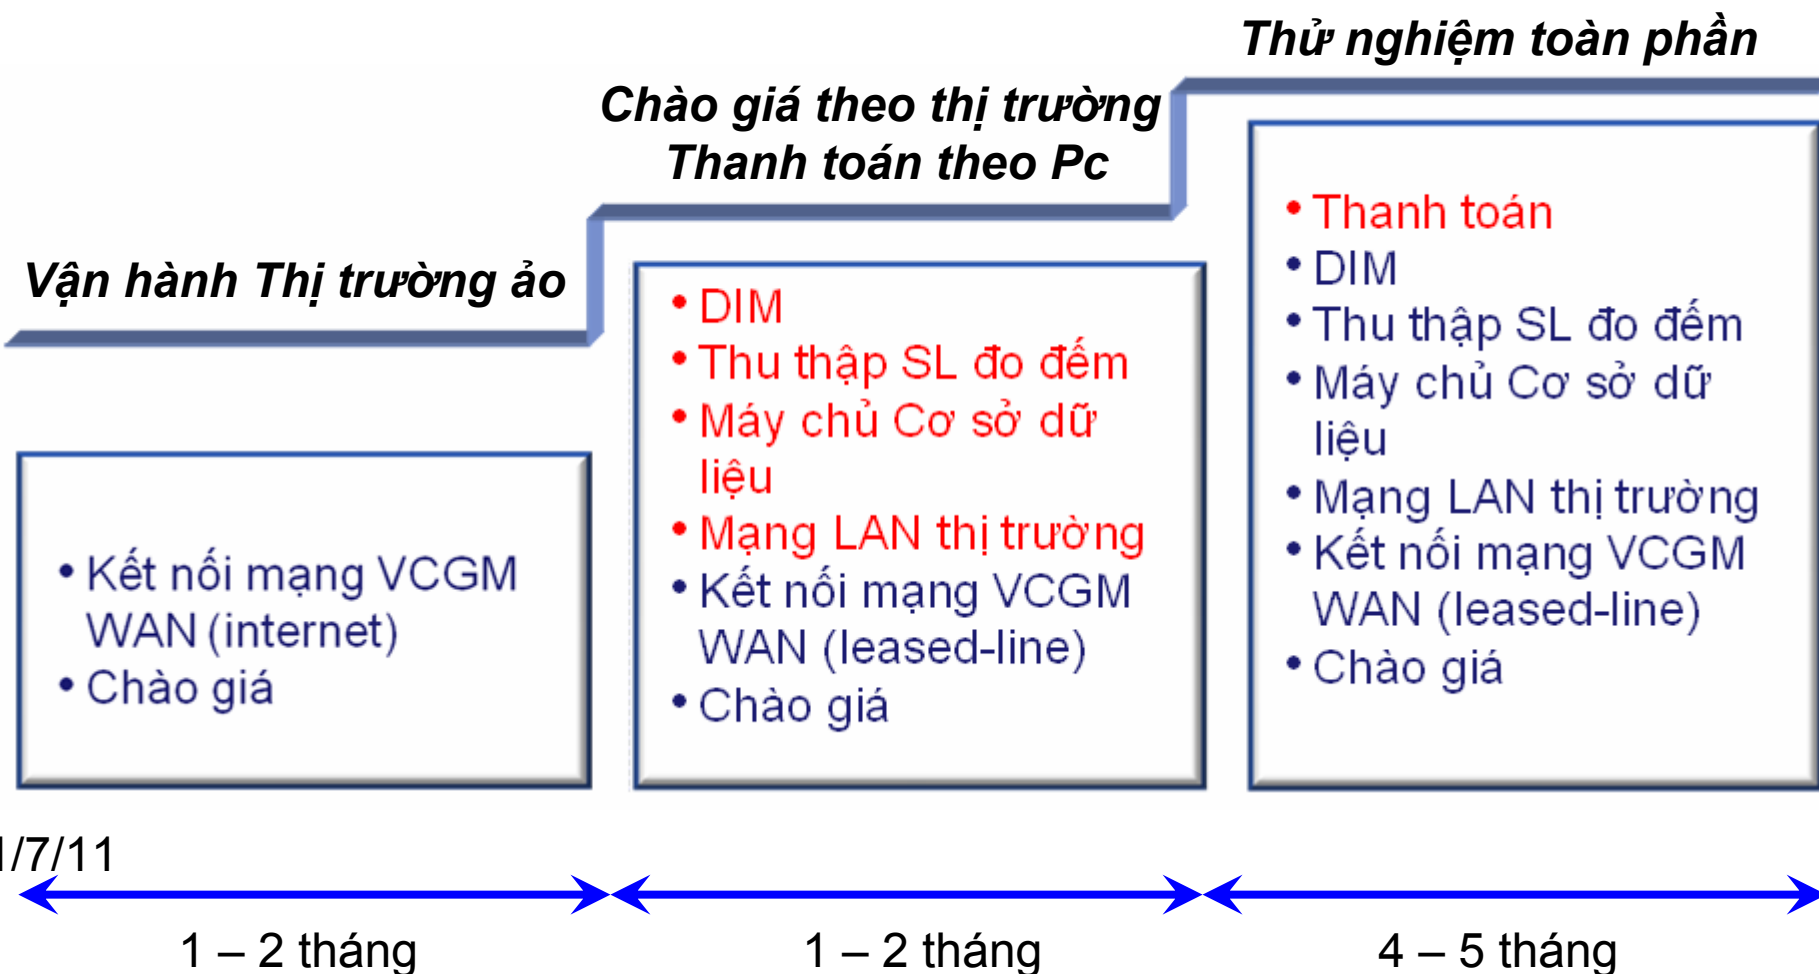 Thử nghiệm toàn phần
Chào giá theo thị trường
Thanh toán theo Pc
Vận hành Thị trường ảo
• Kết nối mạng VCGM
WAN (internet)
• Chào giá
• DIM
• Thu thập SL đo đếm
• Máy chủ Cơ sở dữ
liệu
• Mạng LAN thị trường
• Kết nối mạng VCGM
WAN (leased-line)
• Chào giá
• Thanh toán
• DIM
• Thu thập SL đo đếm
• Máy chủ Cơ sở dữ
liệu
• Mạng LAN thị trường
• Kết nối mạng VCGM
WAN (leased-line)
• Chào giá
1/7/11
1 – 2 tháng
1 – 2 tháng
4 – 5 tháng